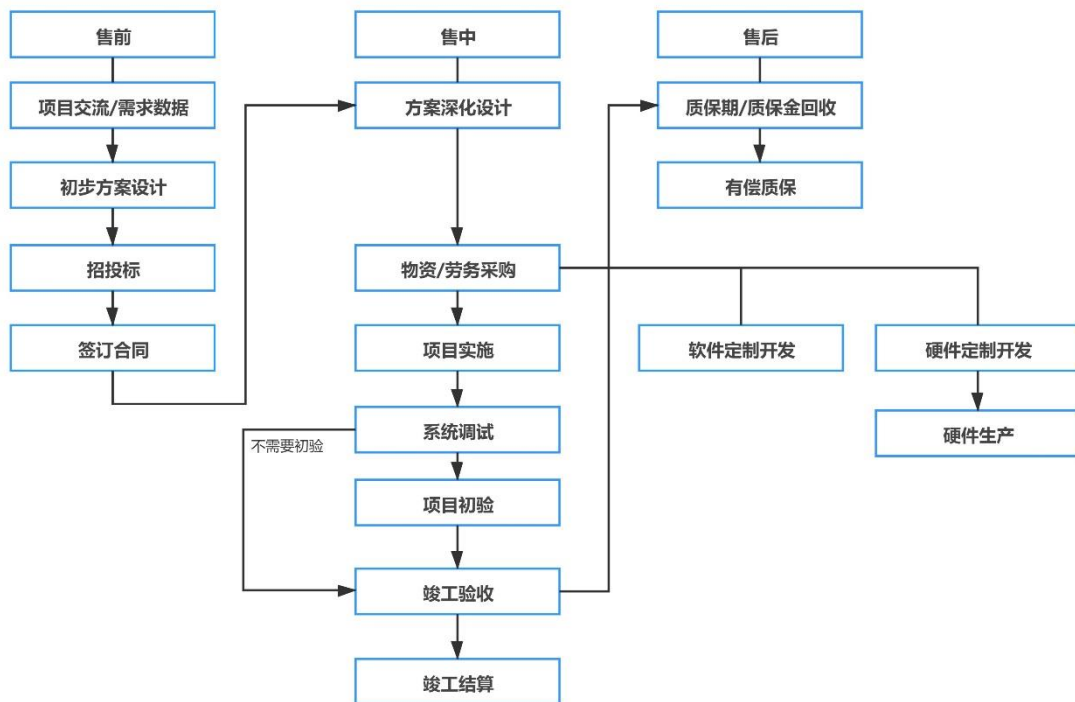 售前
项目交流/需求数据
初步方案设计
招投标
签订合同
售中
方案深化设计
物资/劳务采购
项目实施
系统调试
不需要初验
项目初验
竣工验收
竣工结算
售后
质保期/质保金回收
有偿质保
软件定制开发
硬件定制开发
硬件生产